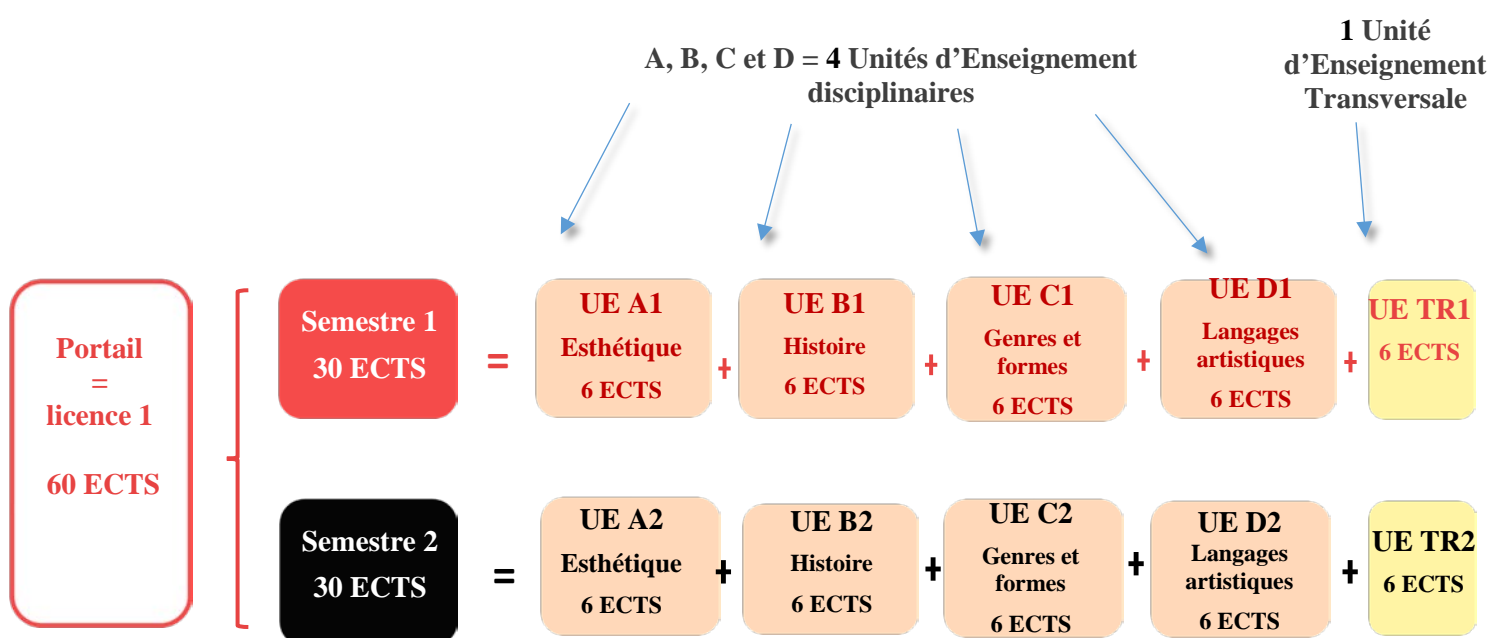 A, B, C et D = 4 Unités d'Enseignement
disciplinaires
1 Unité
d'Enseignement
Transversale
Portail
=
licence 1
60 ECTS
Semestre 1
30 ECTS
=
UE A1
Esthétique
6 ECTS
+
UE B1
Histoire
6 ECTS
+
UE C1
Genres et
formes
6 ECTS
+
UE D1
Langages
artistiques
6 ECTS
+
UE TR1
6 ECTS
Semestre 2
30 ECTS
=
UE A2
Esthétique
6 ECTS
+
UE B2
Histoire
6 ECTS
+
UE C2
Genres et
formes
6 ECTS
+
UE D2
Langages
artistiques
6 ECTS
+
UE TR2
6 ECTS